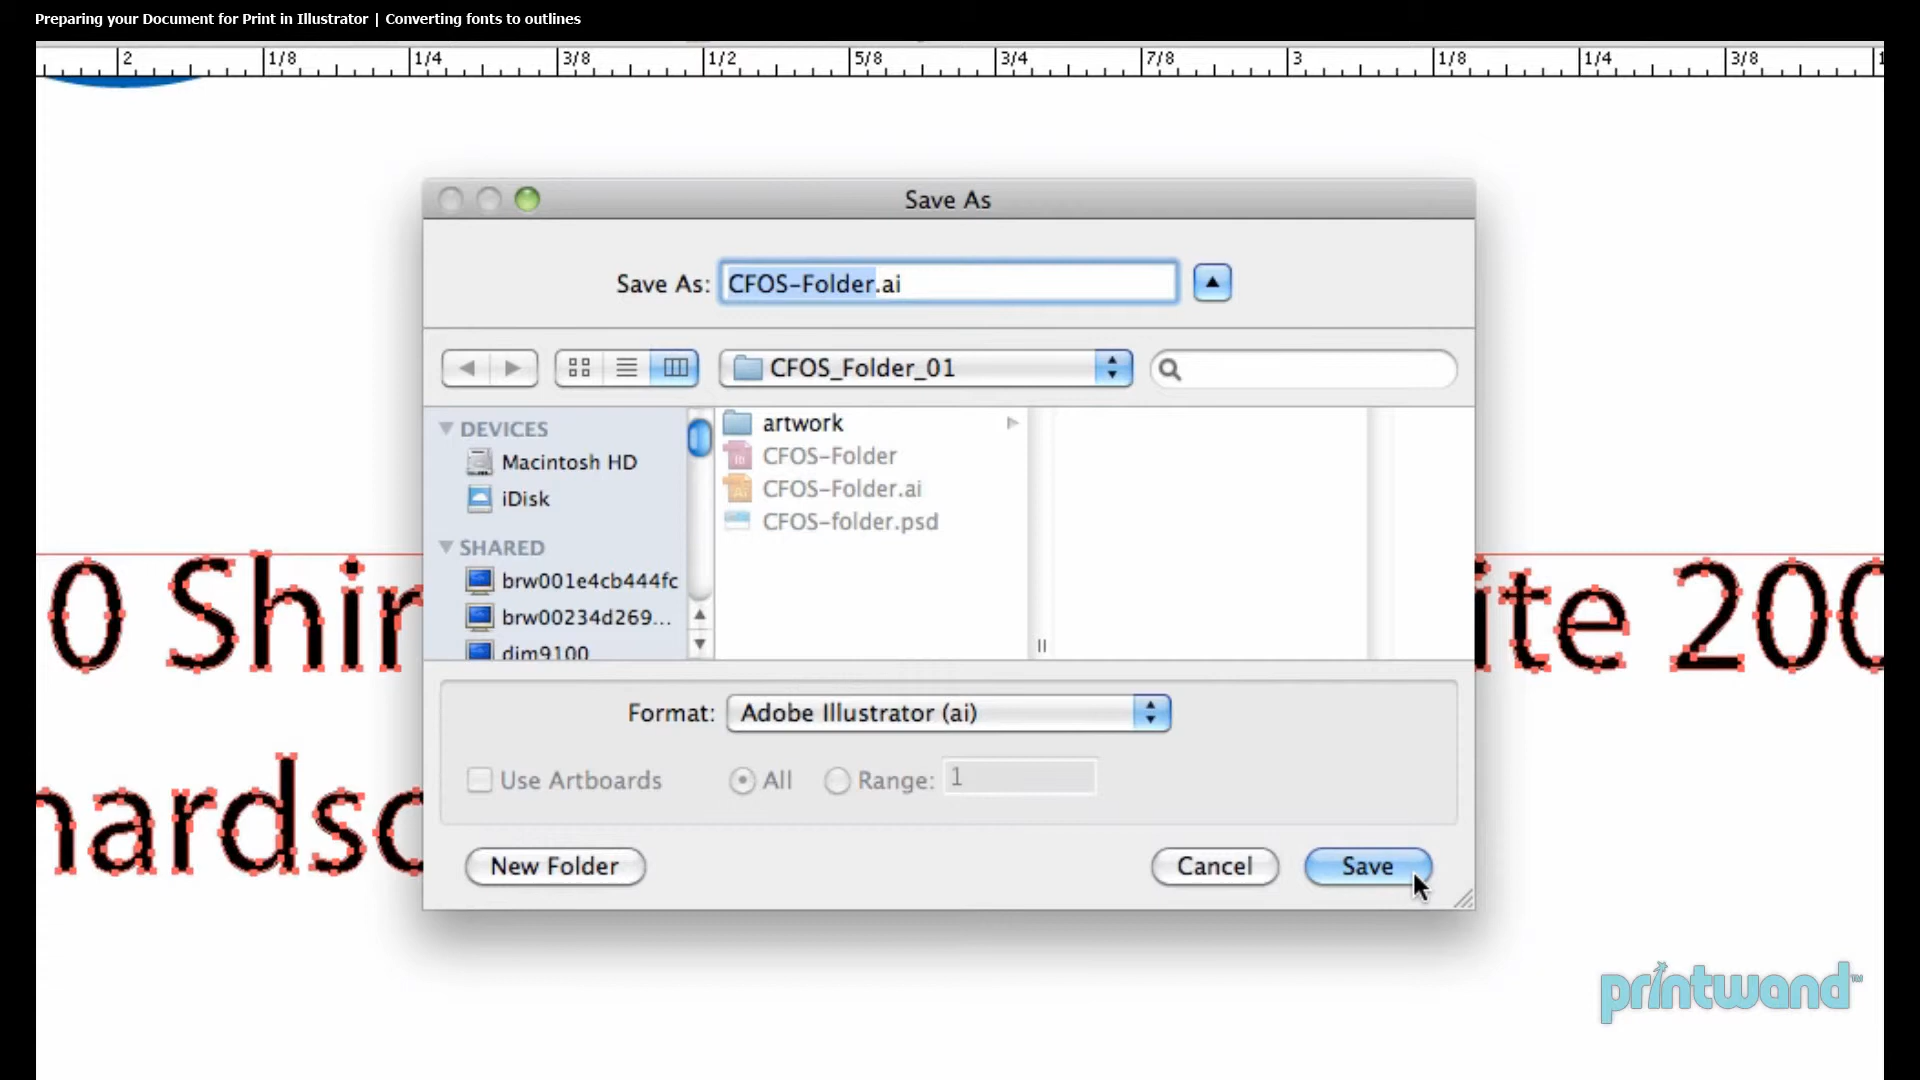 Preparing your Document for Print in Illustrator | Converting fonts to outlines
2 1/8 1/4 3/8 1/2 5/8 3/4 7/8 3 1/8 1/4 3/8
Save As
Save As: CFOS-Folder.ai
CFOS_Folder_01
DEVICES
Macintosh HD
iDisk
SHARED
brw001e4cb444fc
brw00234d269...
dim9100
artwork
CFOS-Folder
CFOS-Folder.ai
CFOS-folder.psd
0 Shir
ite 200
hardso
Format: Adobe Illustrator (ai)
Use Artboards All Range: 1
New Folder Cancel Save
printwand™